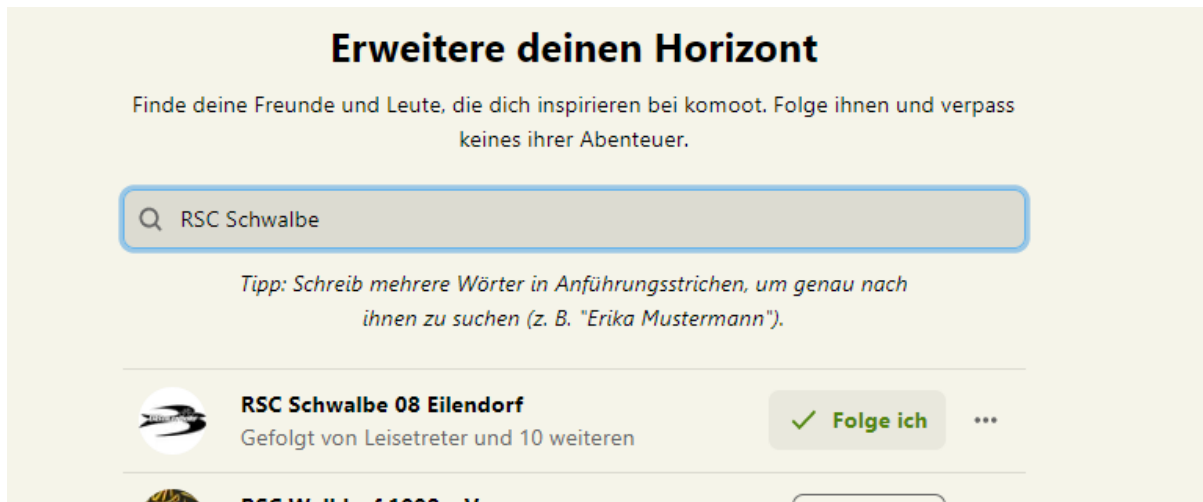 Erweitere deinen Horizont
Finde deine Freunde und Leute, die dich inspirieren bei komoot. Folge ihnen und verpass
keines ihrer Abenteuer.
RSC Schwalbe
Tipp: Schreib mehrere Wörter in Anführungsstrichen, um genau nach
ihnen zu suchen (z. B. "Erika Mustermann").
RSC Schwalbe 08 Eilendorf
Folge ich
Gefolgt von Leisetreter und 10 weiteren
RSC